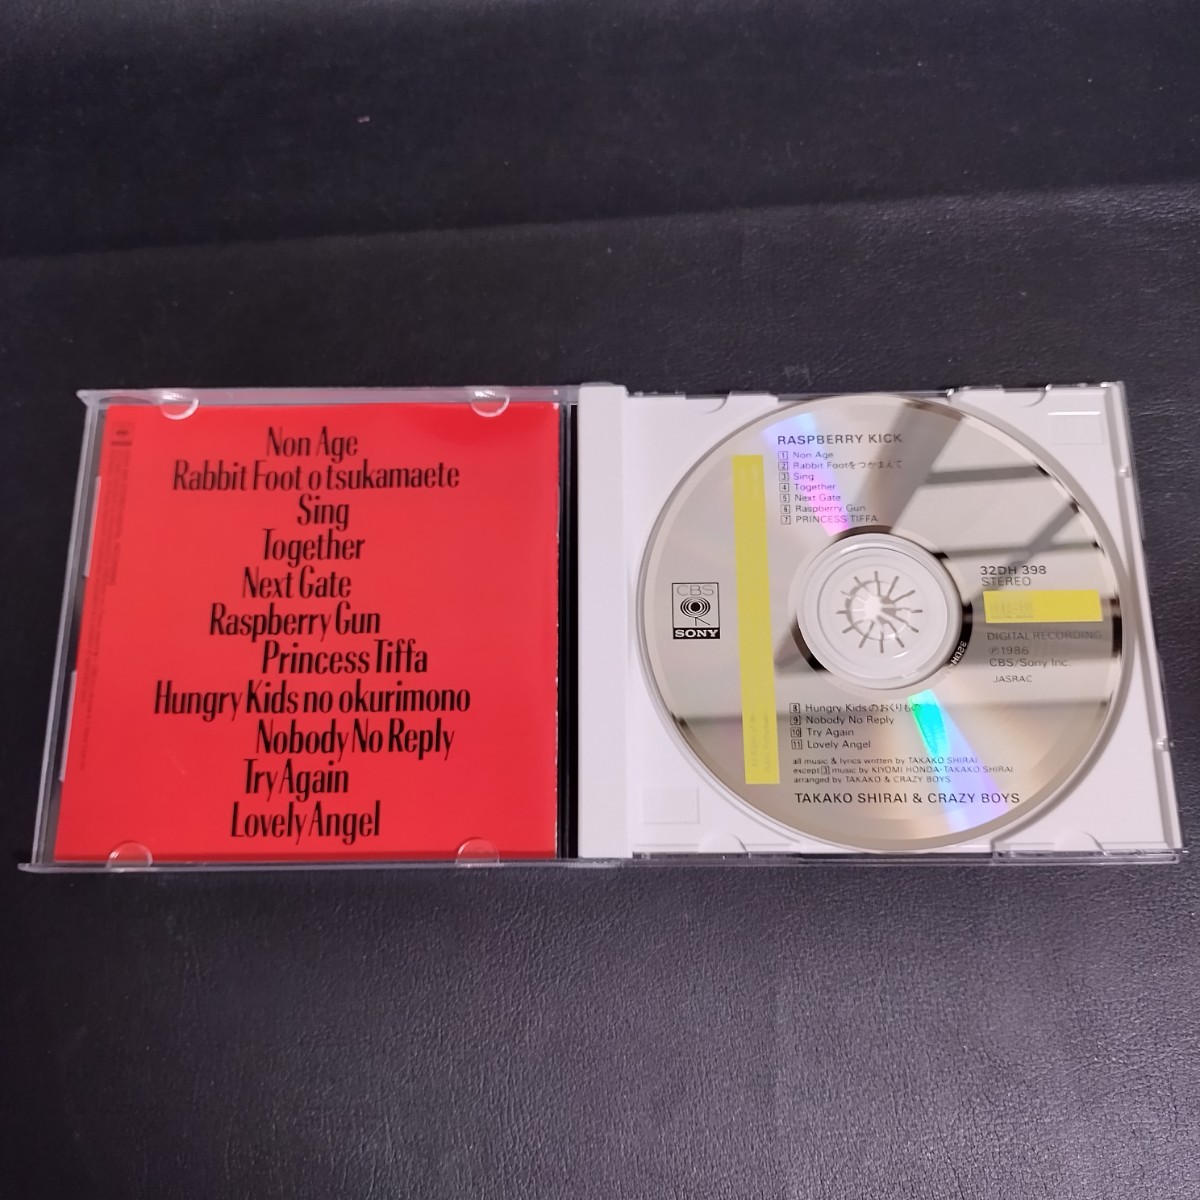 Non Age
Rabbit Foot o tsukamaete
Sing
Together
Next Gate
Raspberry Gun
Princess Tiffa
Hungry Kids no okurimono
Nobody No Reply
Try Again
Lovely Angel
RASPBERRY KICK
1 Non Age
2 Rabbit Footをつかまえて
3 Sing
4 Together
5 Next Gate
6 Raspberry Gun
7 PRINCESS TIFFA
CBS
SONY
32DH 398
STEREO
DIGITAL RECORDING
℗1986
CBS/Sony Inc.
JASRAC
8 Hungry Kidsのおくりもの
9 Nobody No Reply
10 Try Again
11 Lovely Angel
all music & lyrics written by TAKAKO SHIRAI
except 3 music by KIYOMI HONDA·TAKAKO SHIRAI
arranged by TAKAKO & CRAZY BOYS
TAKAKO SHIRAI & CRAZY BOYS